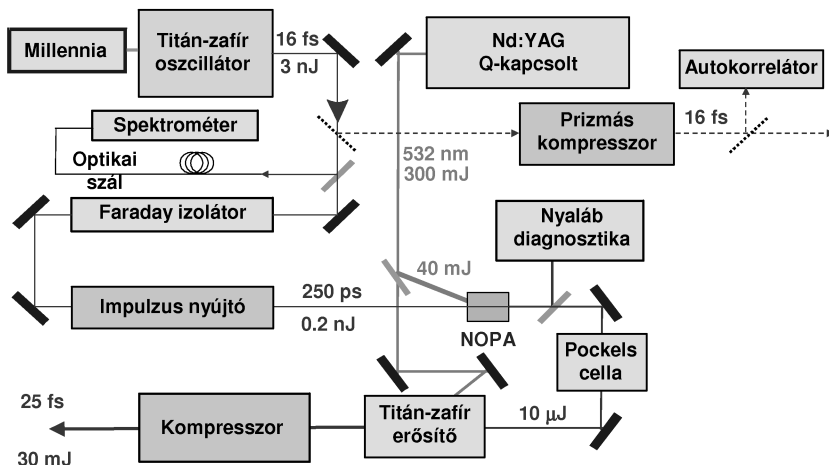 Millennia
Titán-zafír
oszcillátor
16 fs
3 nJ
Nd:YAG
Q-kapcsolt
Autokorrelátor
Spektrométer
Optikai
szál
532 nm
300 mJ
Prizmás
kompresszor
16 fs
Faraday izolátor
Nyaláb
diagnosztika
40 mJ
Impulzus nyújtó
250 ps
0.2 nJ
NOPA
Pockels
cella
25 fs
30 mJ
Kompresszor
Titán-zafír
erősítő
10 µJ